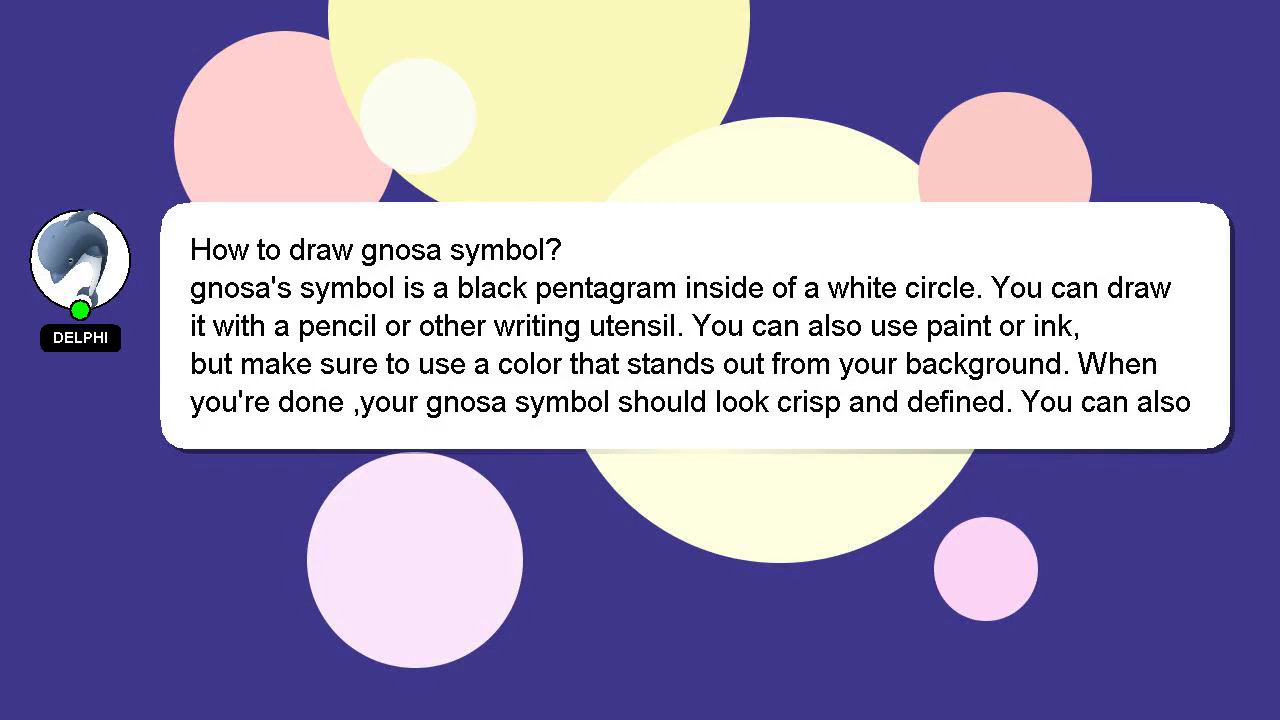 How to draw gnosa symbol?
gnosa's symbol is a black pentagram inside of a white circle. You can draw
it with a pencil or other writing utensil. You can also use paint or ink,
but make sure to use a color that stands out from your background. When
you're done ,your gnosa symbol should look crisp and defined. You can also
DELPHI